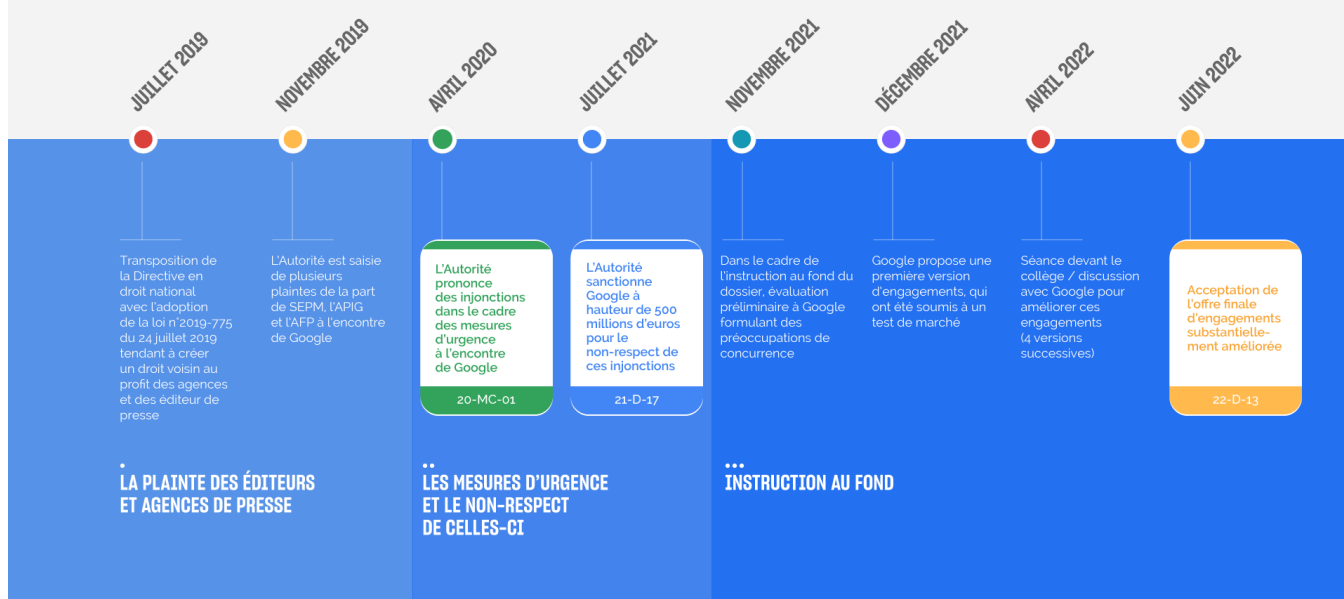 JUILLET 2019
NOVEMBRE 2019
AVRIL 2020
JUILLET 2021
NOVEMBRE 2021
DÉCEMBRE 2021
AVRIL 2022
JUIN 2022
Transposition de
la Directive en
droit national
avec l'adoption
de la loi n°2019-775
du 24 juillet 2019
tendant à créer
un droit voisin au
profit des agences
et des éditeur de
presse
L'Autorité est saisie
de plusieurs
plaintes de la part
de SEPM, l'APIG
et l'AFP à l'encontre
de Google
L'Autorité
prononce
des injonctions
dans le cadre
des mesures
d'urgence
à l'encontre
de Google
20-MC-01
L'Autorité
sanctionne
Google à
hauteur de 500
millions d'euros
pour le
non-respect de
ces injonctions
21-D-17
Dans le cadre de
l'instruction au fond du
dossier, évaluation
préliminaire à Google
formulant des
préoccupations de
concurrence
Google propose une
première version
d'engagements, qui
ont été soumis à un
test de marché
Séance devant le
collège / discussion
avec Google pour
améliorer ces
engagements
(4 versions
successives)
Acceptation de
l'offre finale
d'engagements
substantielle-
ment améliorée
22-D-13
LA PLAINTE DES ÉDITEURS
ET AGENCES DE PRESSE
LES MESURES D'URGENCE
ET LE NON-RESPECT
DE CELLES-CI
INSTRUCTION AU FOND